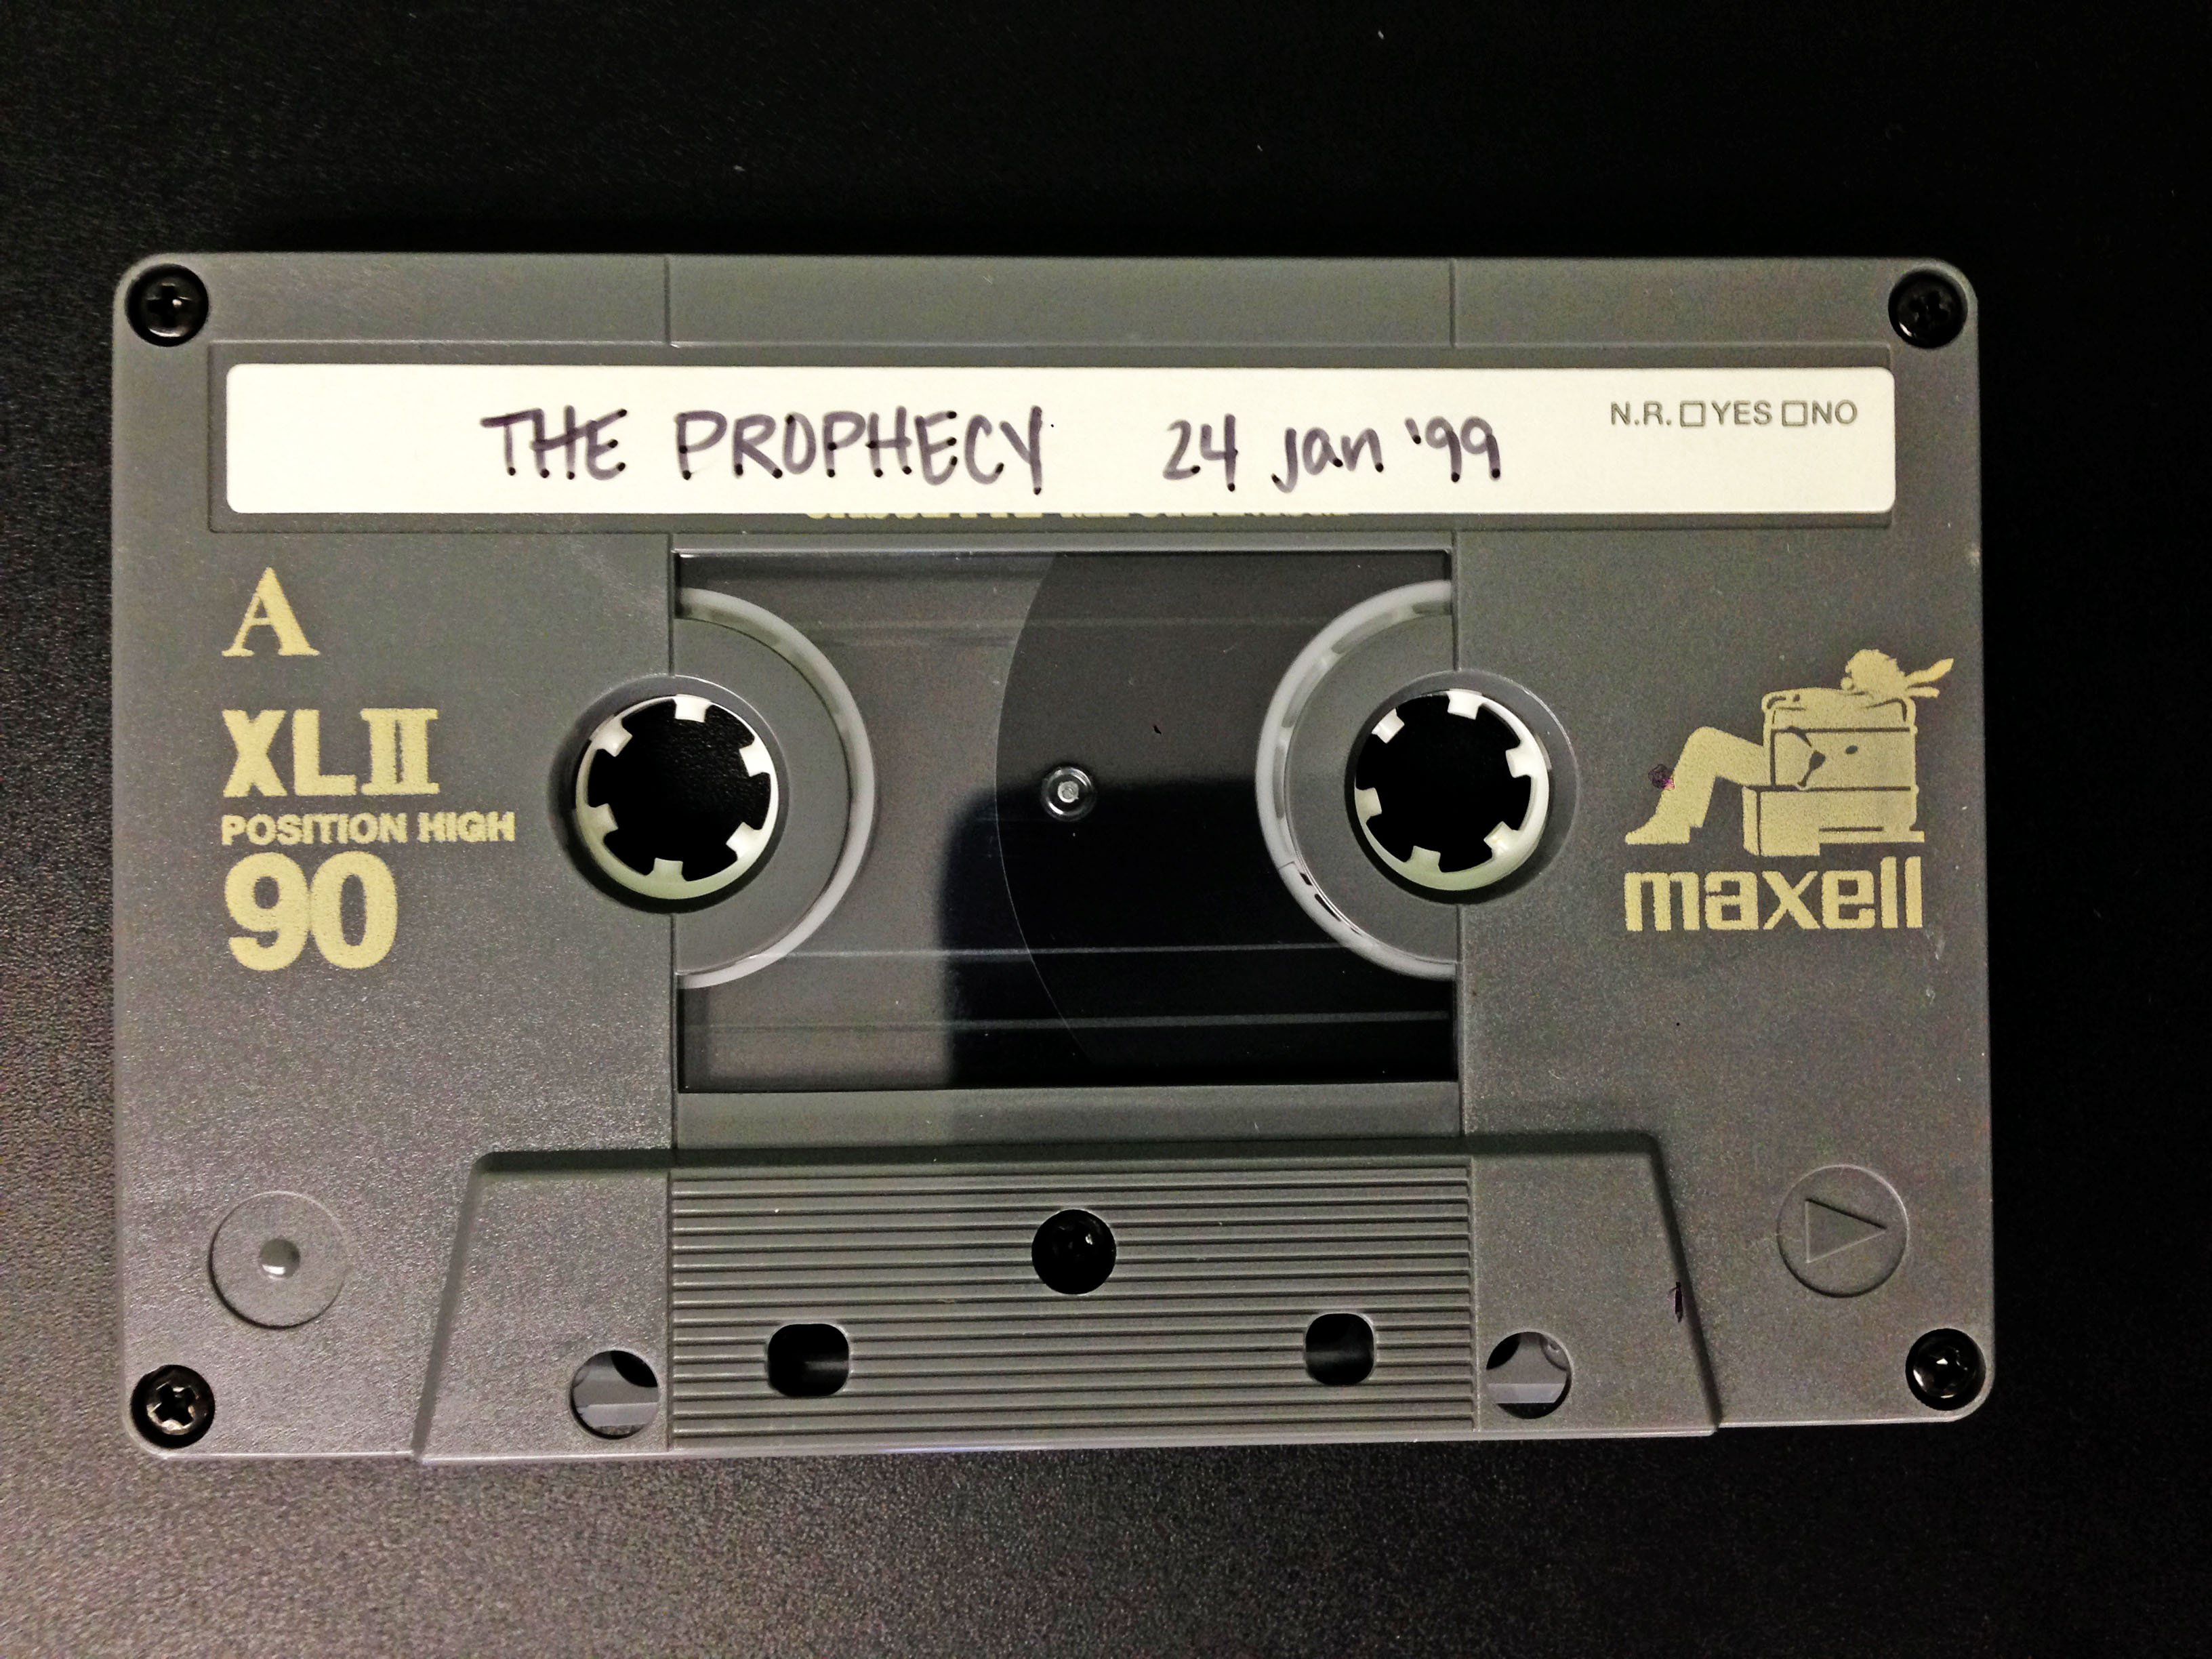 THE PROPHECY 24 jan '99
N.R. □YES □NO
A
XLII
POSITION HIGH
90
maxell